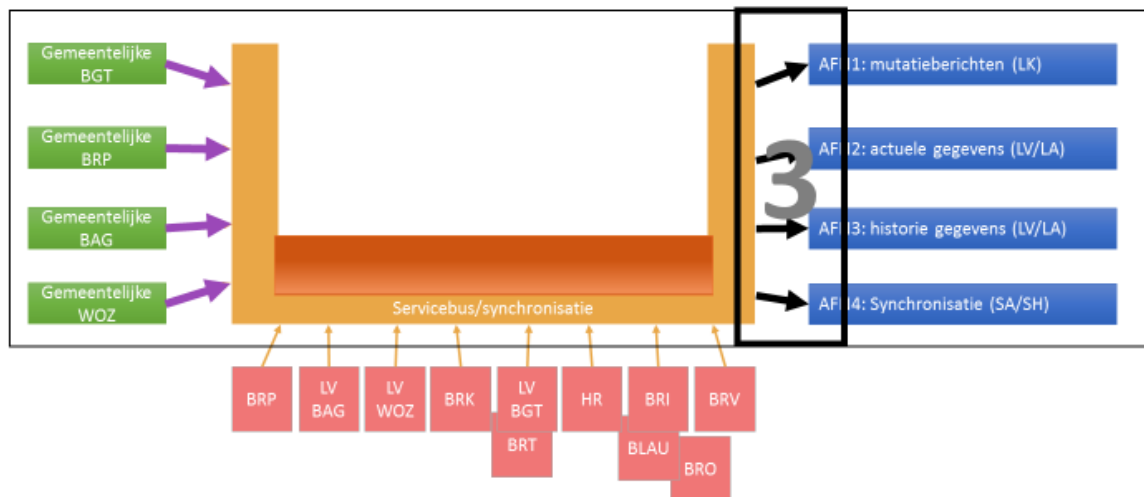 Gemeentelijke
BGT
Gemeentelijke
BRP
Gemeentelijke
BAG
Gemeentelijke
WOZ
3
AFN1: mutatieberichten (LK)
AFN2: actuele gegevens (LV/LA)
AFN3: historie gegevens (LV/LA)
AFN4: Synchronisatie (SA/SH)
Servicebus/synchronisatie
BRP
LV
BAG
LV
WOZ
BRK
LV
BGT
HR
BRI
BRV
BRT
BLAU
BRO